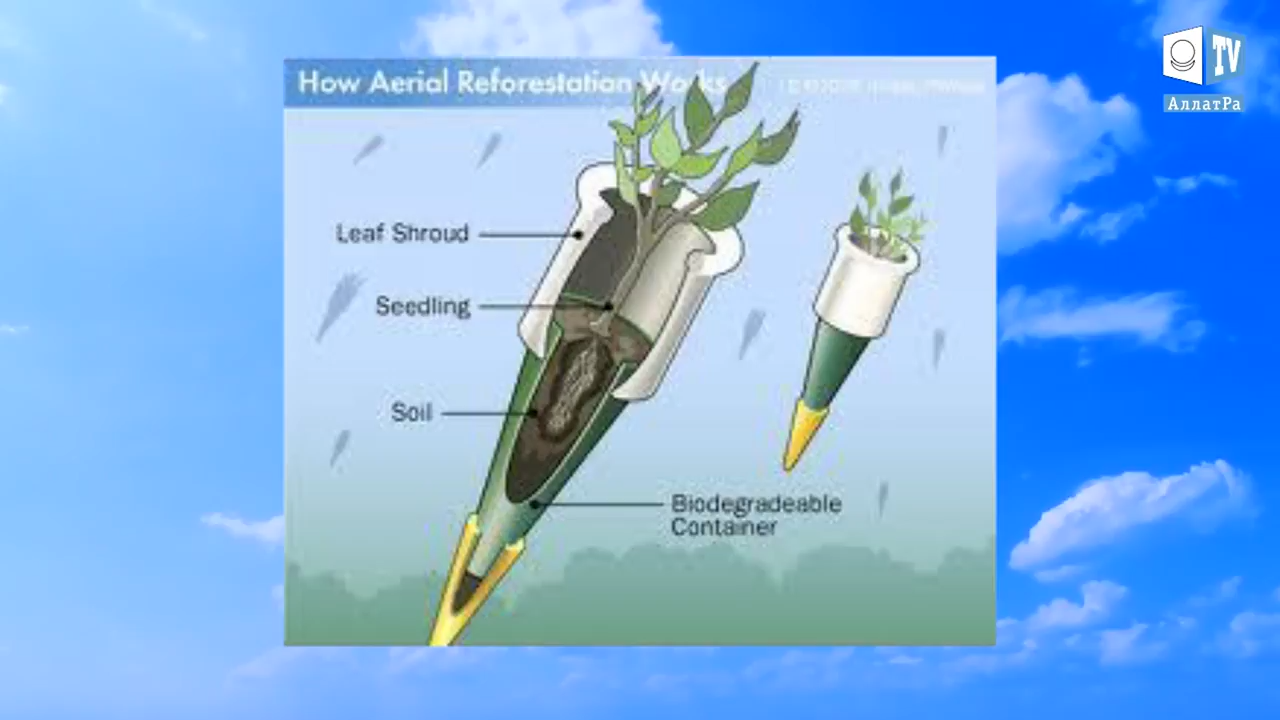 TV
АллатРа
How Aerial Reforestation Works
Leaf Shroud
Seedling
Soil
Biodegradeable
Container